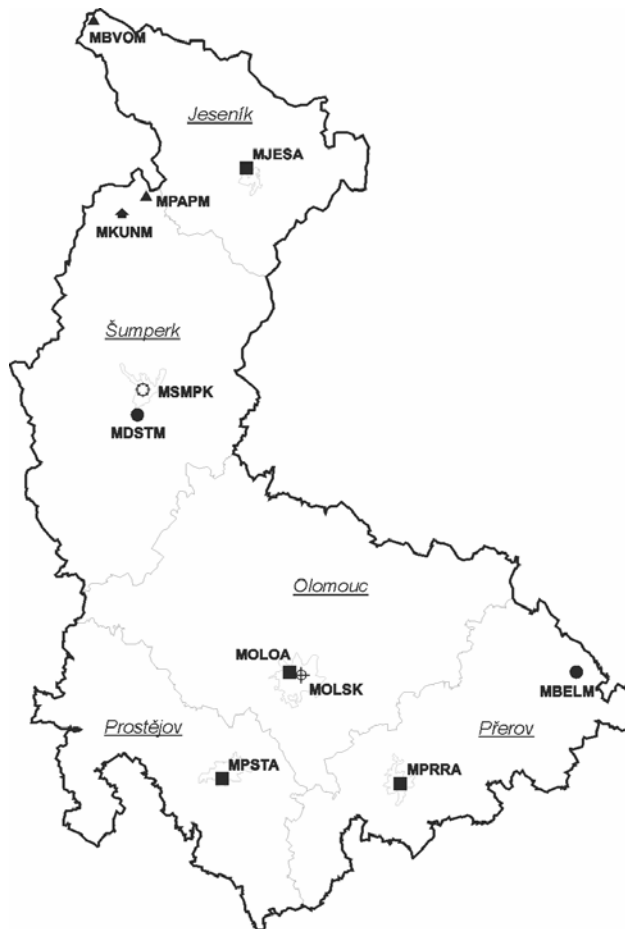 MBVOM
Jeseník
MJESA
MPAPM
MKUNM
Šumperk
MSMPK
MDSTM
Olomouc
MOLOA
MOLSK
MBELM
Prostějov
Přerov
MPSTA
MPRRA